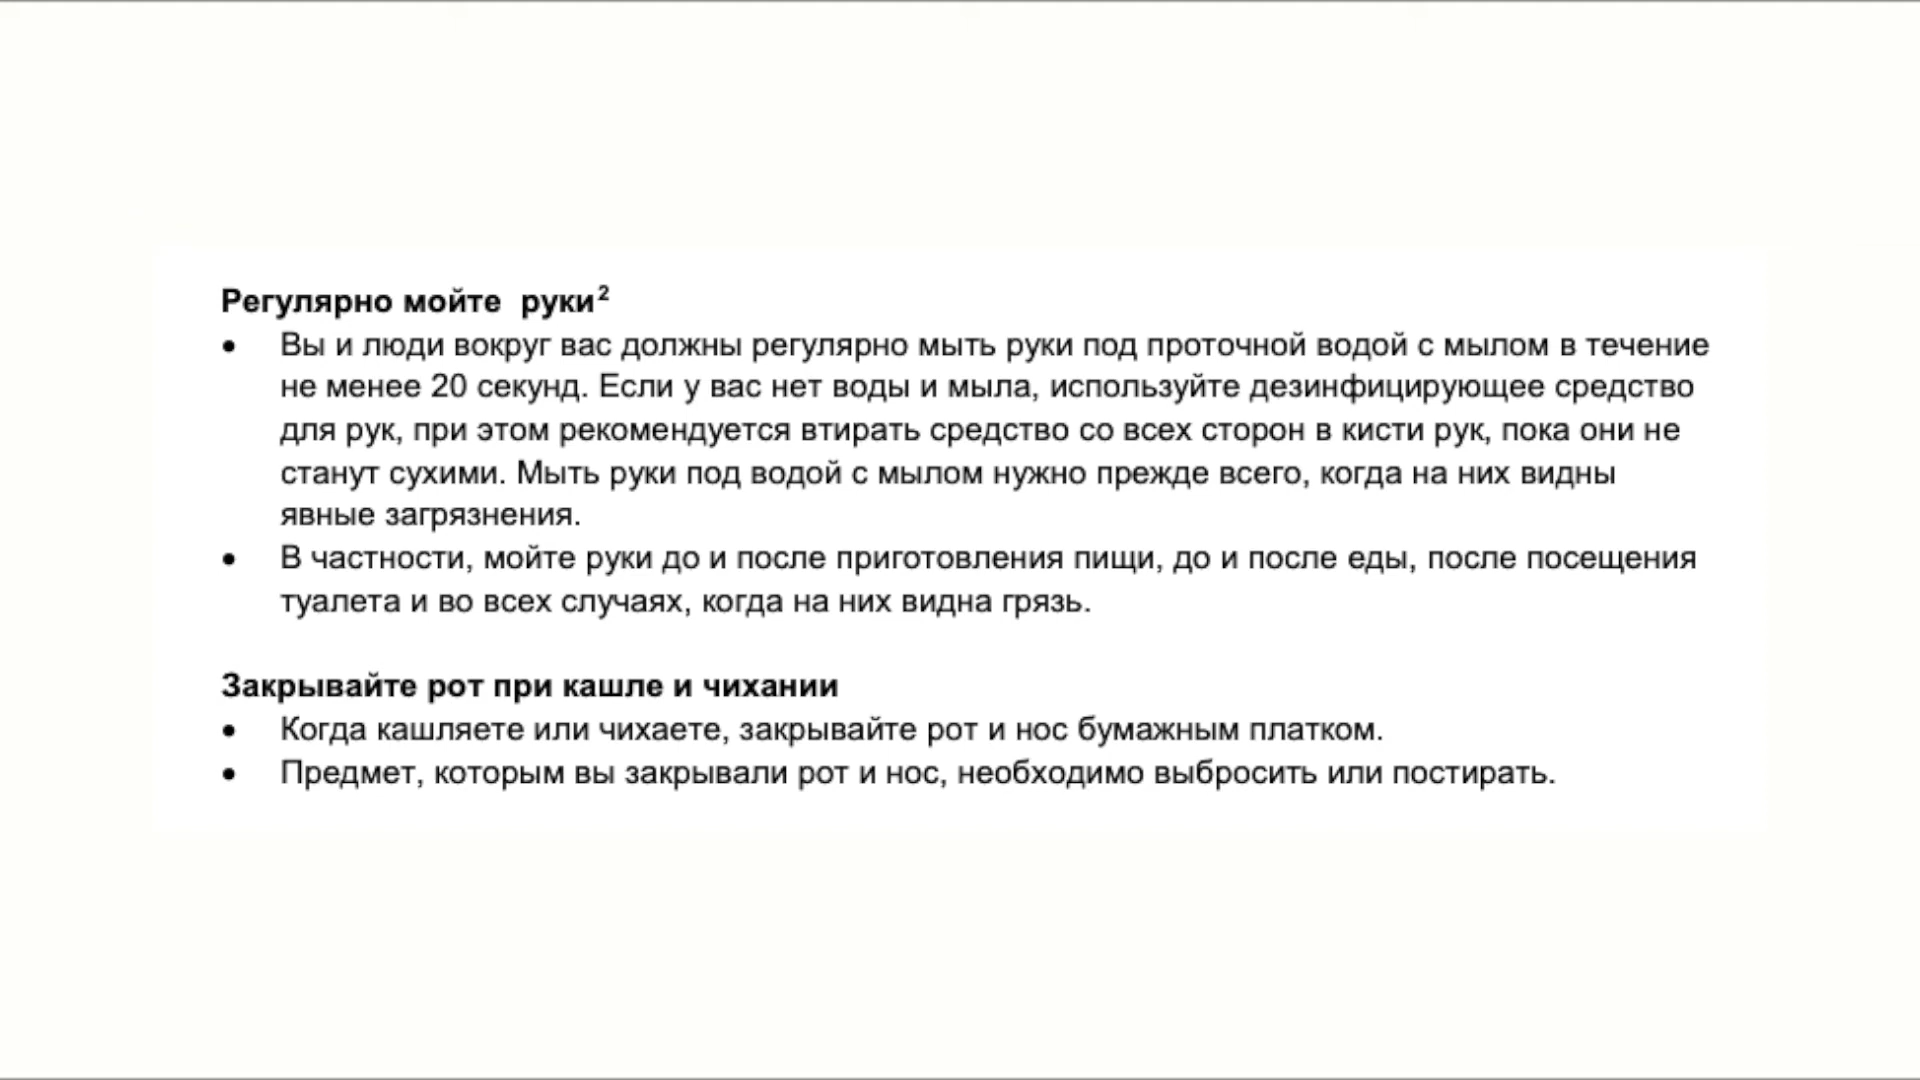 Регулярно мойте  руки²
• Вы и люди вокруг вас должны регулярно мыть руки под проточной водой с мылом в течение
не менее 20 секунд. Если у вас нет воды и мыла, используйте дезинфицирующее средство
для рук, при этом рекомендуется втирать средство со всех сторон в кисти рук, пока они не
станут сухими. Мыть руки под водой с мылом нужно прежде всего, когда на них видны
явные загрязнения.
• В частности, мойте руки до и после приготовления пищи, до и после еды, после посещения
туалета и во всех случаях, когда на них видна грязь.
Закрывайте рот при кашле и чихании
• Когда кашляете или чихаете, закрывайте рот и нос бумажным платком.
• Предмет, которым вы закрывали рот и нос, необходимо выбросить или постирать.